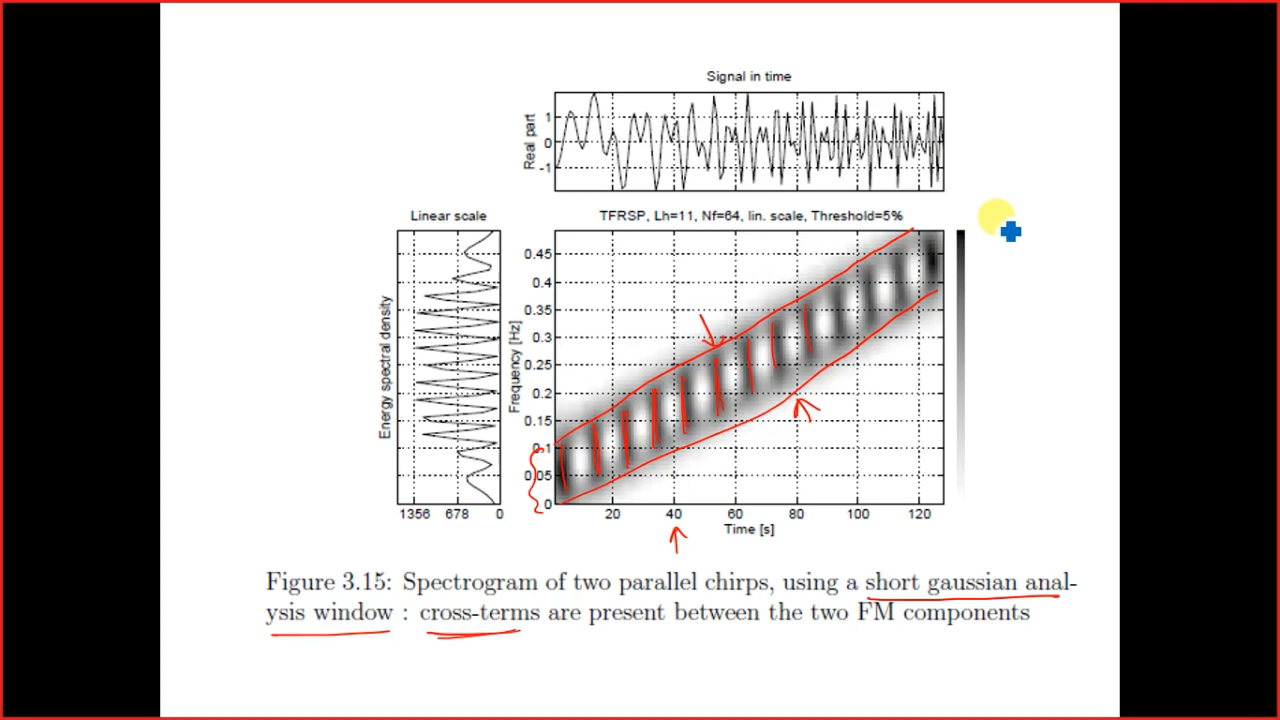 Signal in time
Real part
1
0
-1
Linear scale
TFRSP, Lh=11, Nf=64, lin. scale, Threshold=5%
Energy spectral density
1356 678 0
Frequency [Hz]
0.45
0.4
0.35
0.3
0.25
0.2
0.15
0.1
0.05
0
20 40 60 80 100 120
Time [s]
Figure 3.15: Spectrogram of two parallel chirps, using a short gaussian anal-
ysis window : cross-terms are present between the two FM components